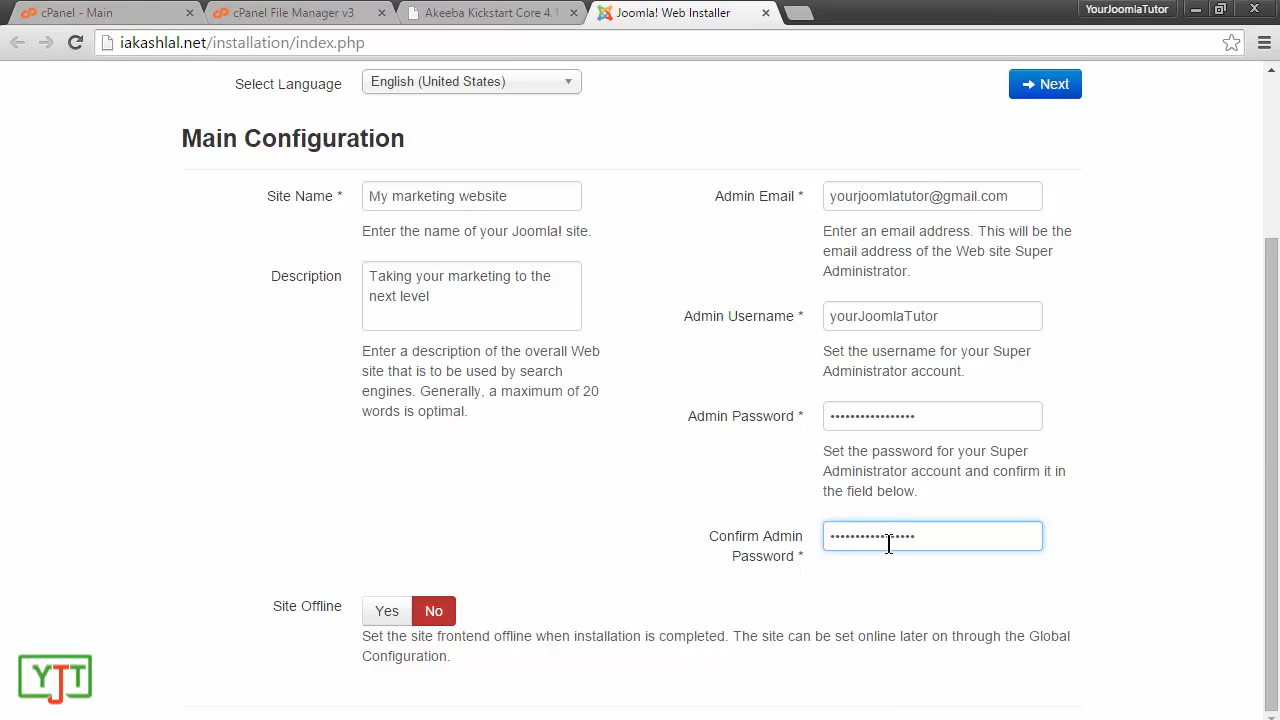 cPanel - Main
cPanel File Manager v3
Akeeba Kickstart Core 4.1
Joomla! Web Installer
YourJoomlaTutor
iakashlal.net/installation/index.php
Select Language
English (United States)
Next
Main Configuration
Site Name *
My marketing website
Enter the name of your Joomla! site.
Description
Taking your marketing to the
next level
Enter a description of the overall Web
site that is to be used by search
engines. Generally, a maximum of 20
words is optimal.
Admin Email *
yourjoomlatutor@gmail.com
Enter an email address. This will be the
email address of the Web site Super
Administrator.
Admin Username *
yourJoomlaTutor
Set the username for your Super
Administrator account.
Admin Password *
•••••••••••••••••
Set the password for your Super
Administrator account and confirm it in
the field below.
Confirm Admin
Password *
•••••••••••••••••
Site Offline
Yes No
Set the site frontend offline when installation is completed. The site can be set online later on through the Global
Configuration.
YJT